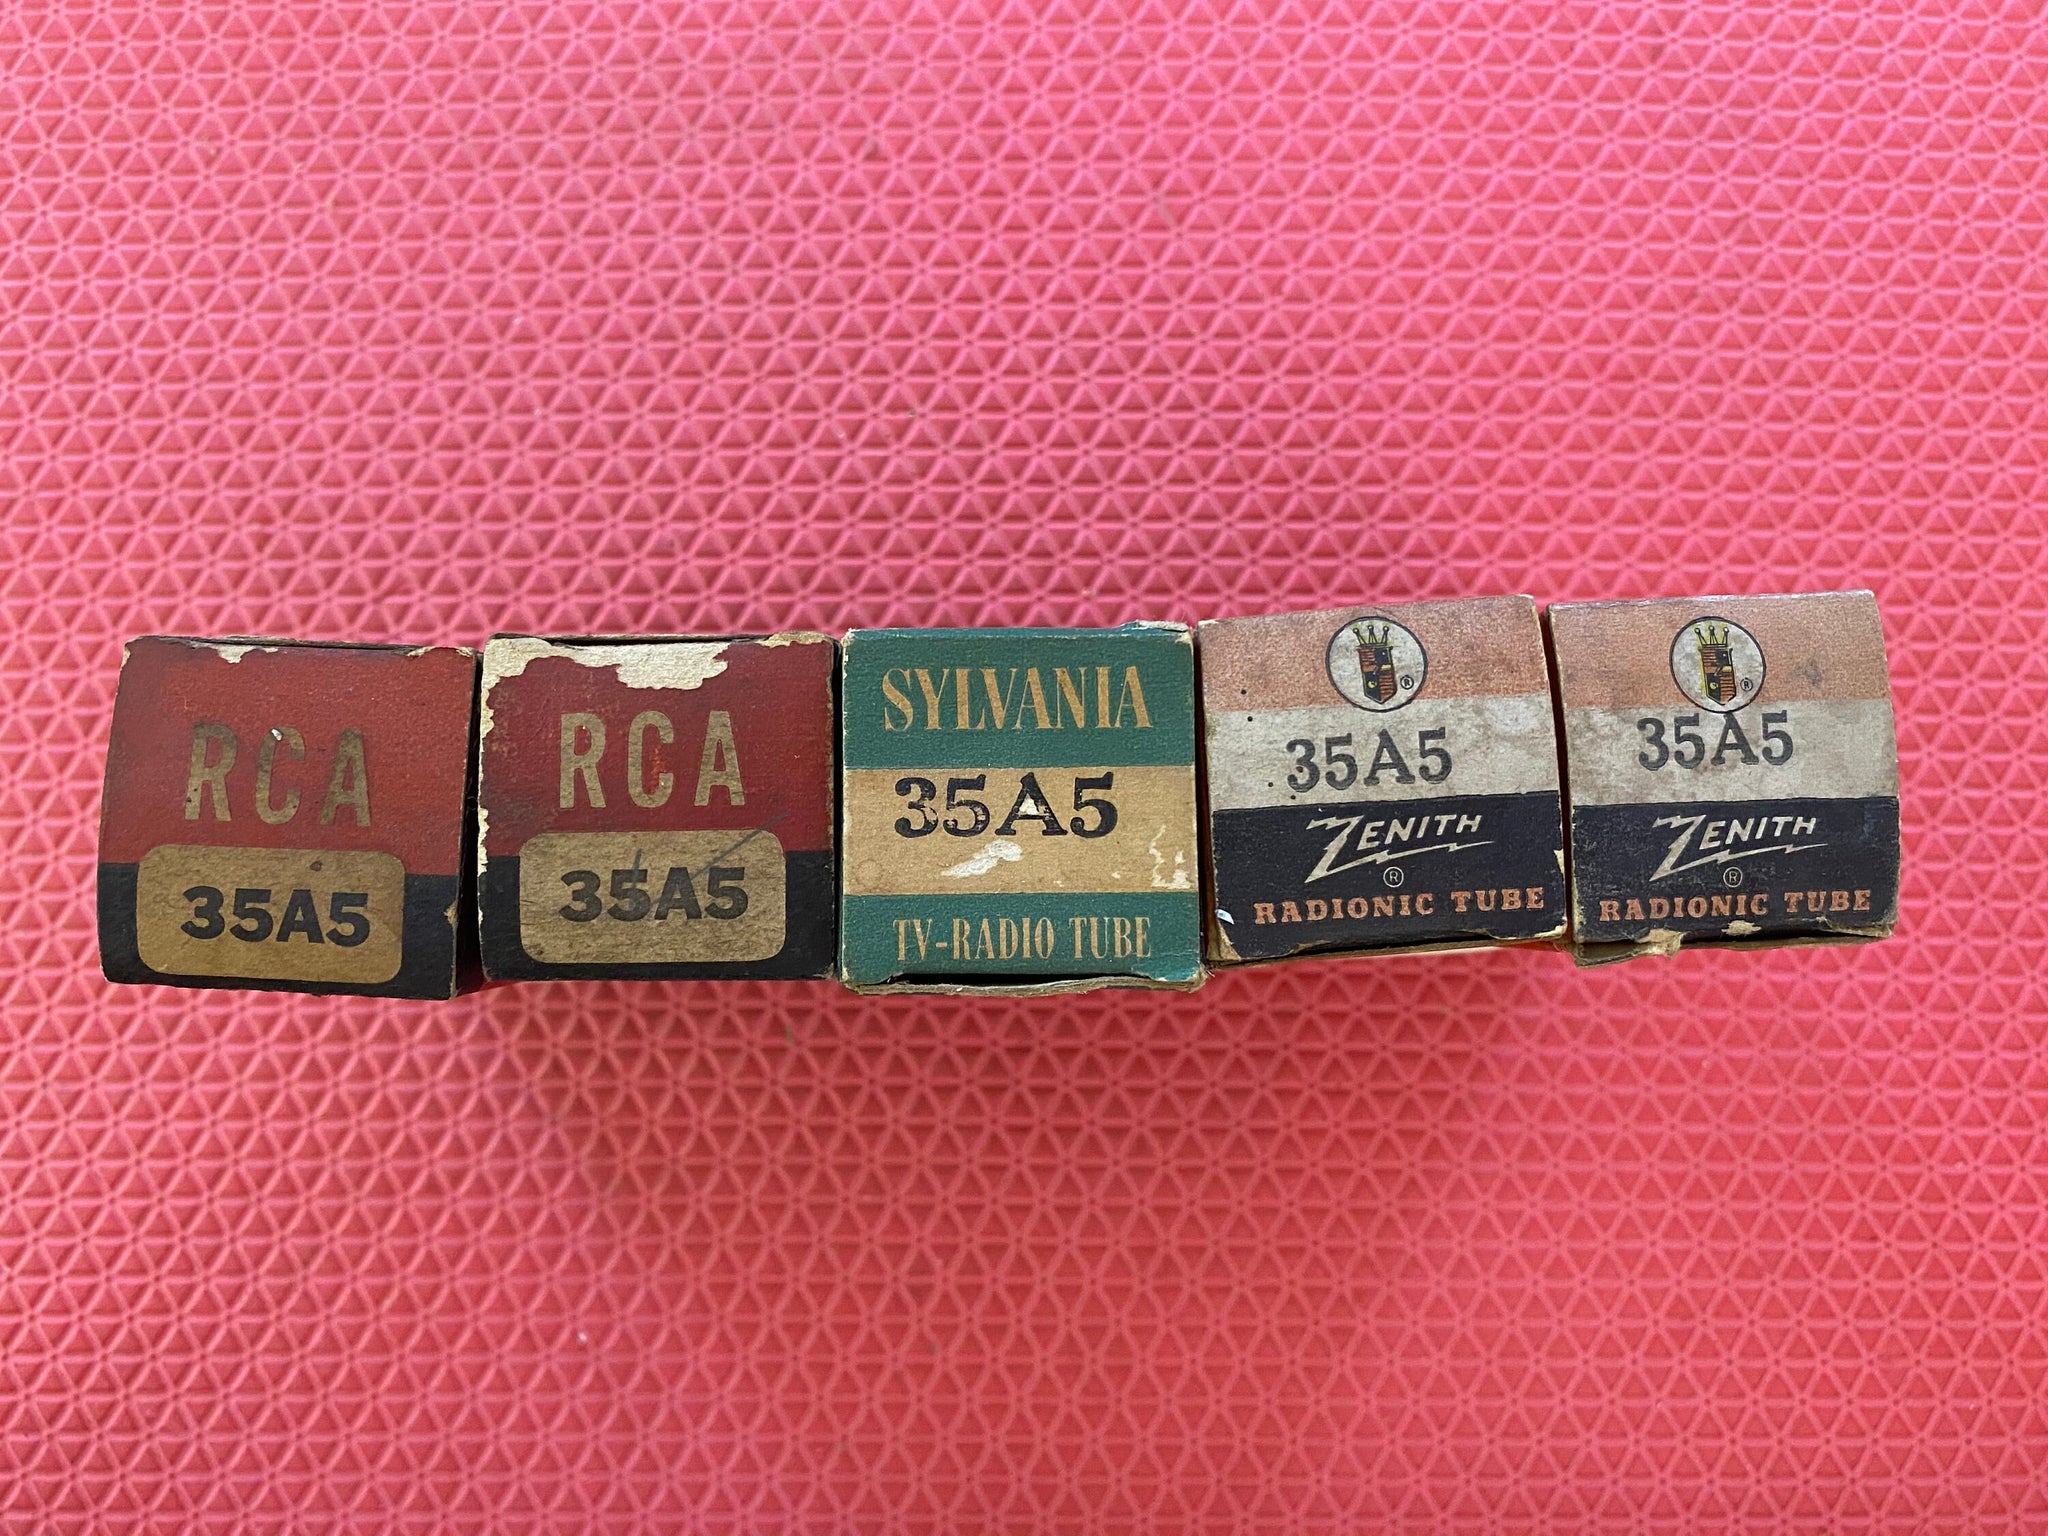 RCA
35A5
RCA
35A5
SYLVANIA
35A5
TV-RADIO TUBE
®
35A5
ZENITH
®
RADIONIC TUBE
®
35A5
ZENITH
®
RADIONIC TUBE